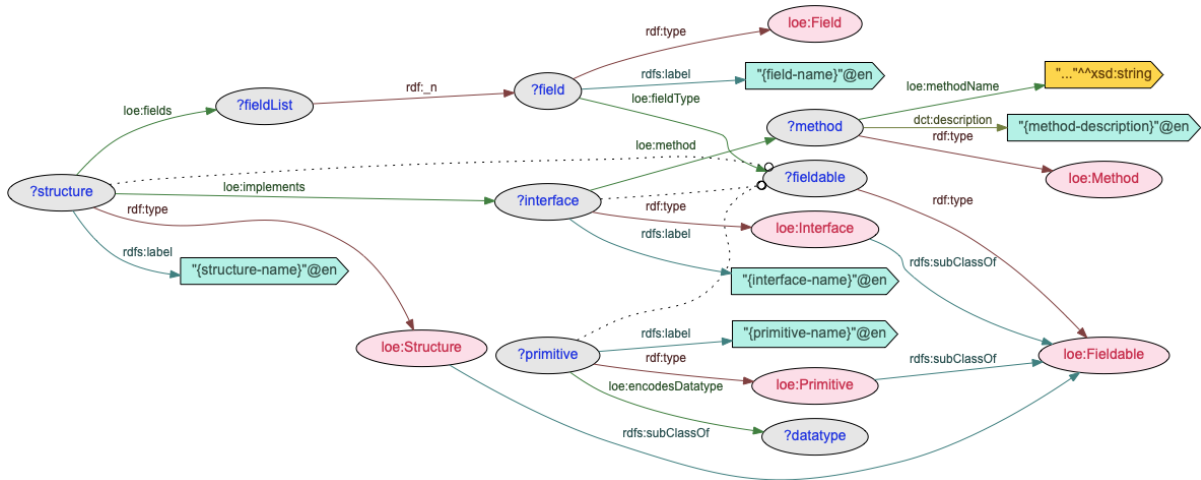 loe:Field
rdf:type
"{field-name}"@en
rdfs:label
"..."^^xsd:string
loe:methodName
?fieldList
rdf:_n
?field
loe:fields
loe:fieldType
dct:description
"{method-description}"@en
?method
rdf:type
loe:method
loe:Method
?structure
loe:implements
?interface
?fieldable
rdf:type
rdf:type
rdf:type
loe:Interface
rdfs:label
rdfs:label
"{structure-name}"@en
rdfs:subClassOf
"{interface-name}"@en
loe:Structure
?primitive
rdfs:label
"{primitive-name}"@en
rdf:type
loe:Primitive
rdfs:subClassOf
loe:Fieldable
loe:encodesDatatype
rdfs:subClassOf
?datatype